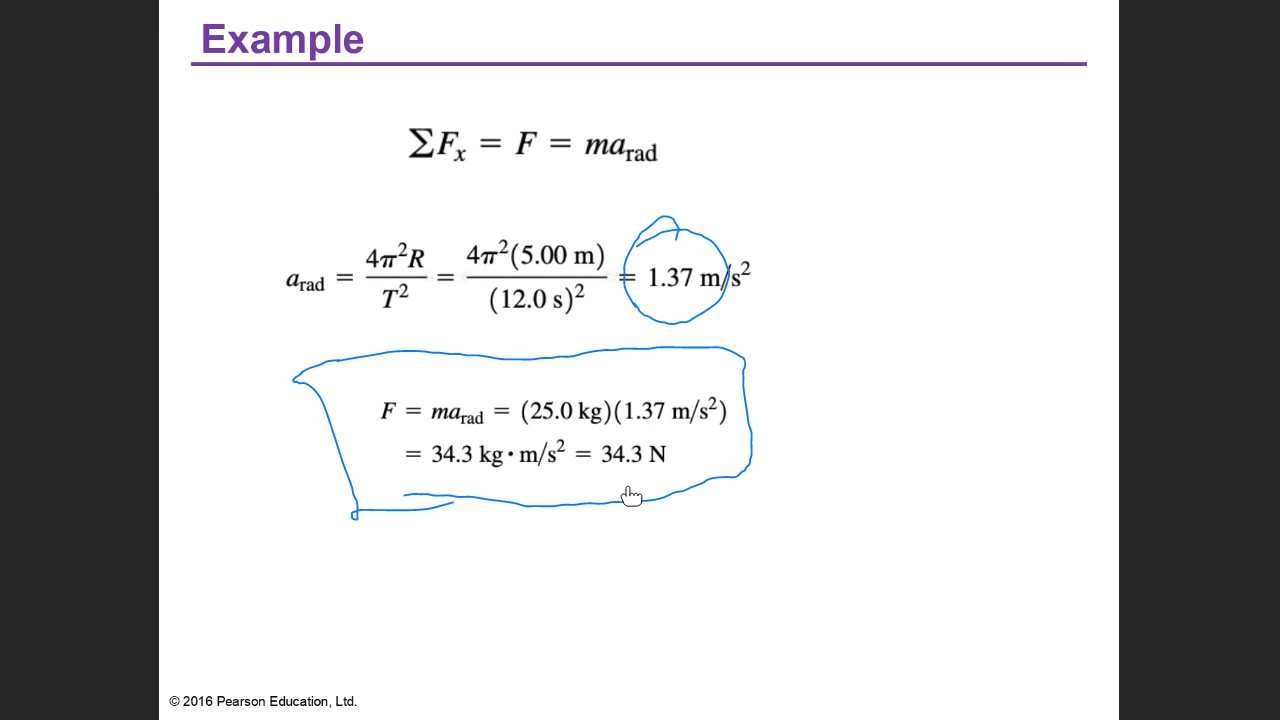 Example
ΣFₓ = F = ma_rad
a_rad = 4π²R / T² = 4π²(5.00 m) / (12.0 s)² = 1.37 m/s²
F = ma_rad = (25.0 kg)(1.37 m/s²)
= 34.3 kg · m/s² = 34.3 N
© 2016 Pearson Education, Ltd.